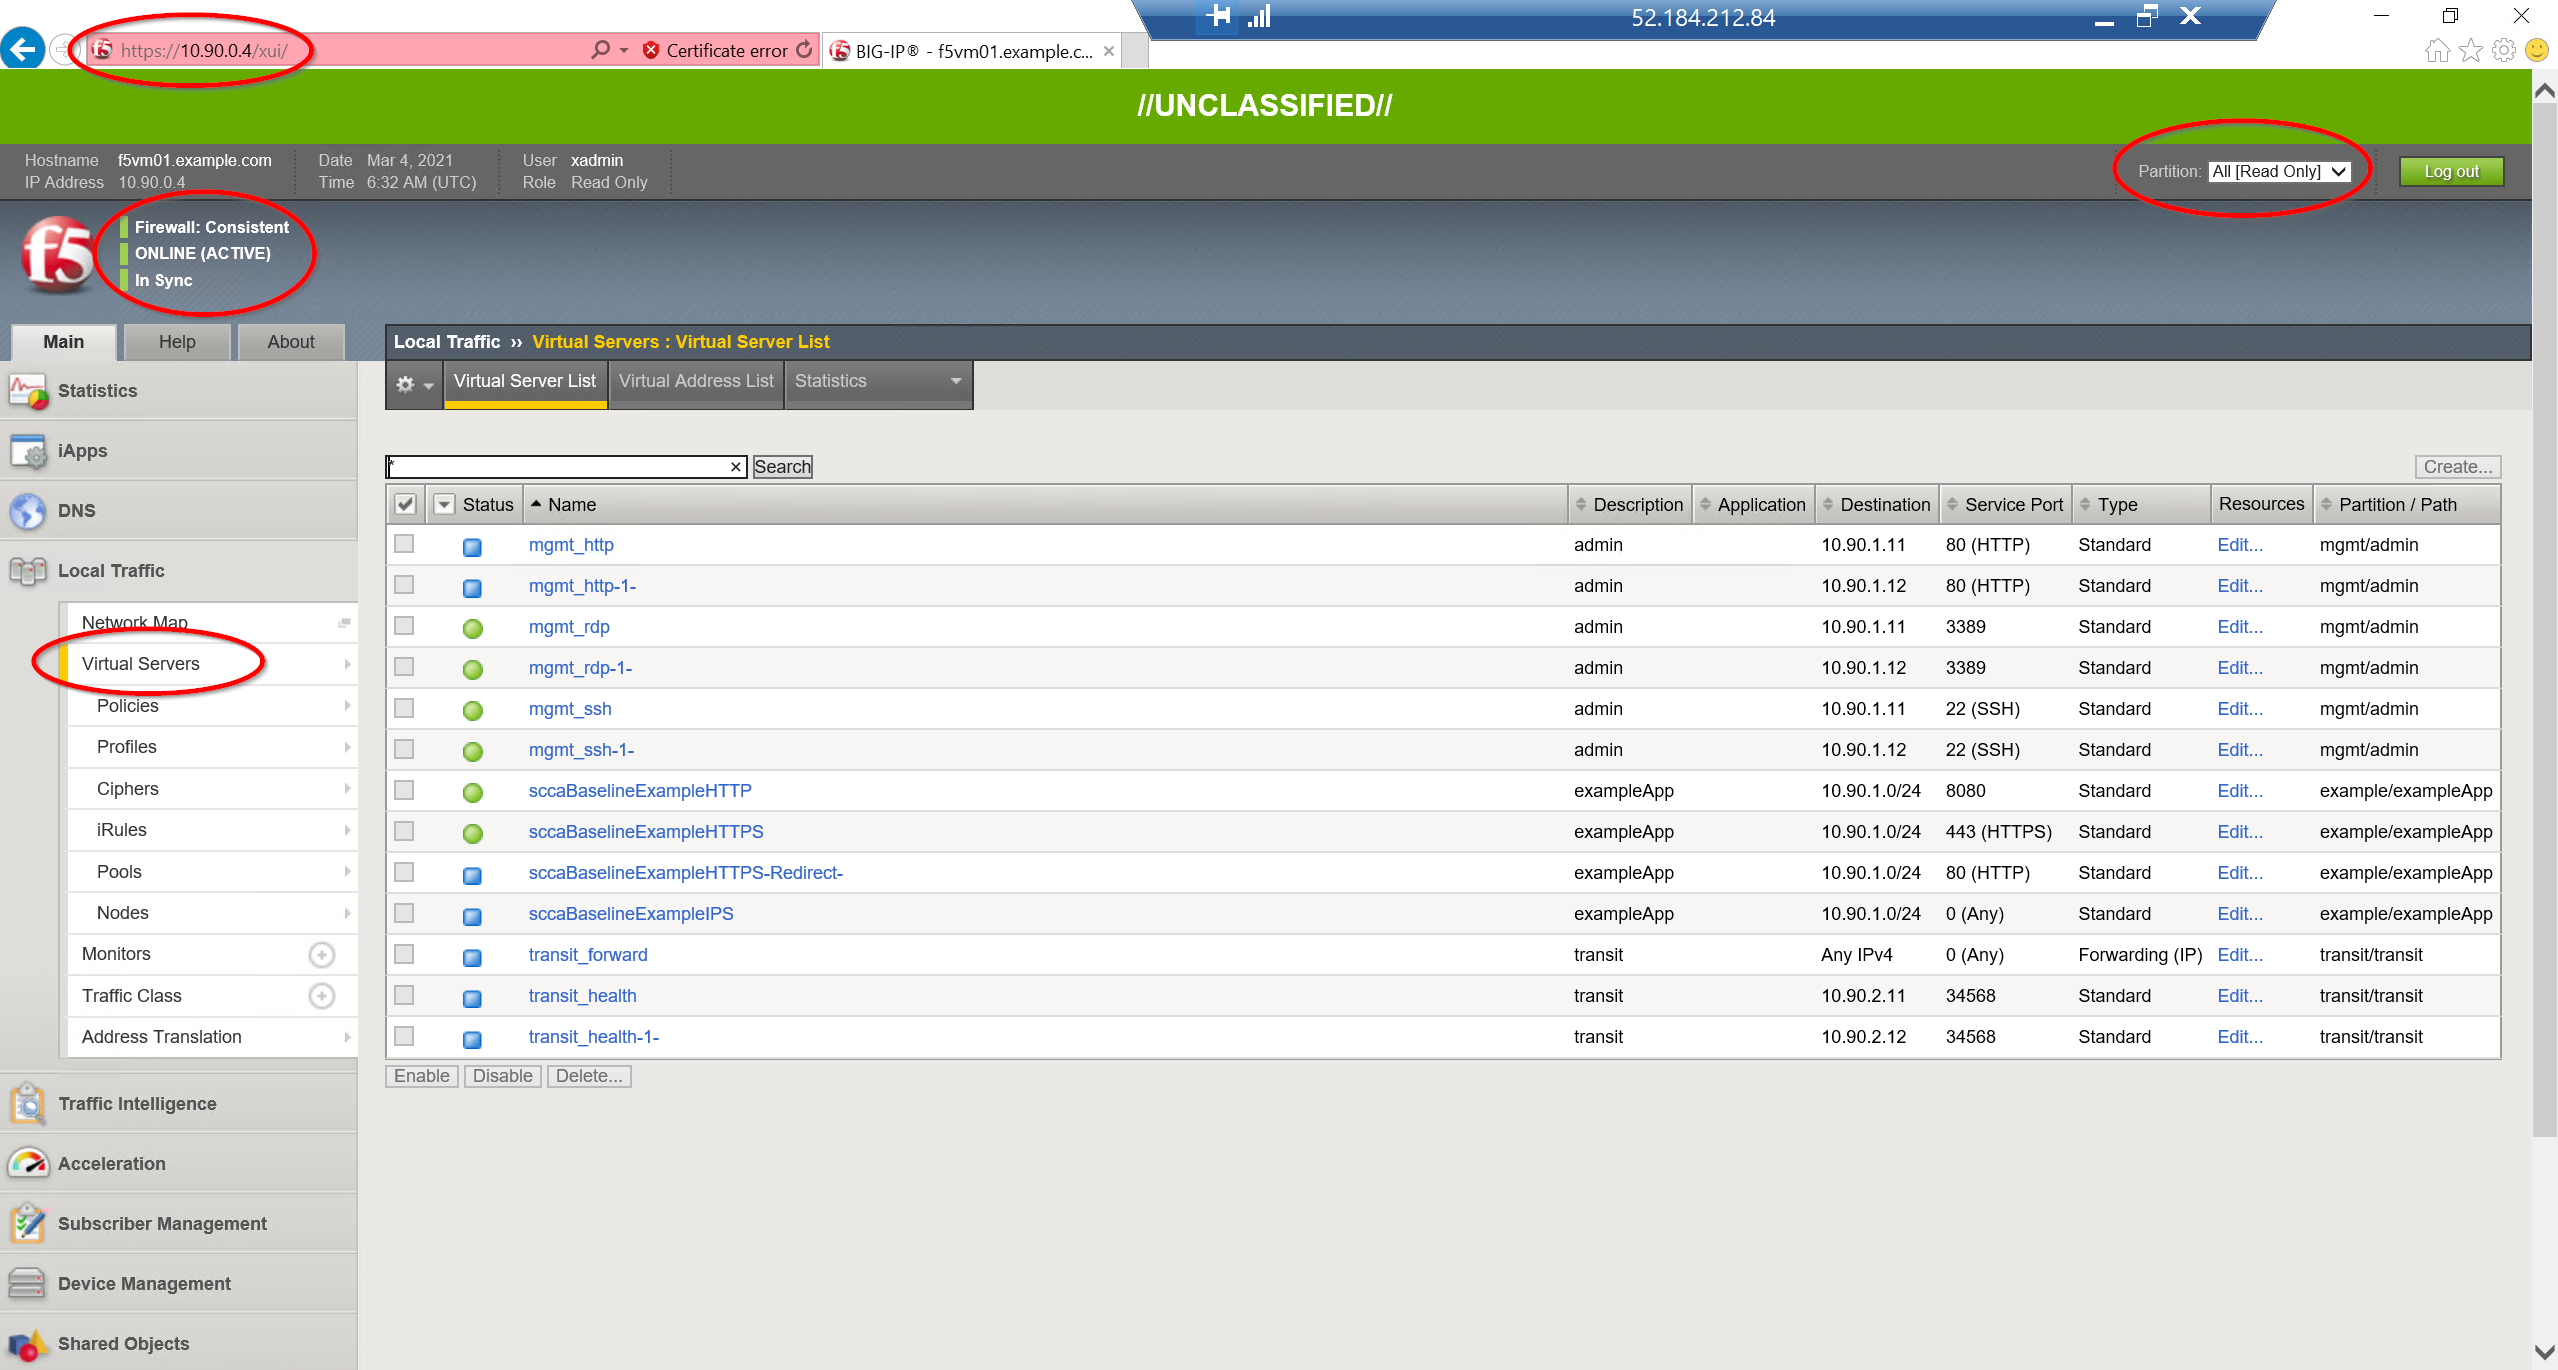 52.184.212.84
https://10.90.0.4/xui/ Certificate error BIG-IP® - f5vm01.example.c...
//UNCLASSIFIED//
Hostname f5vm01.example.com Date Mar 4, 2021 User xadmin Partition: All [Read Only] Log out
IP Address 10.90.0.4 Time 6:32 AM (UTC) Role Read Only
f5
Firewall: Consistent
ONLINE (ACTIVE)
In Sync
Main Help About
Local Traffic ›› Virtual Servers : Virtual Server List
Virtual Server List Virtual Address List Statistics
Statistics
iApps
DNS
Local Traffic
Network Map
Virtual Servers
Policies
Profiles
Ciphers
iRules
Pools
Nodes
Monitors
Traffic Class
Address Translation
Traffic Intelligence
Acceleration
Subscriber Management
Device Management
Shared Objects
* Search Create...
Status Name Description Application Destination Service Port Type Resources Partition / Path
mgmt_http admin 10.90.1.11 80 (HTTP) Standard Edit... mgmt/admin
mgmt_http-1- admin 10.90.1.12 80 (HTTP) Standard Edit... mgmt/admin
mgmt_rdp admin 10.90.1.11 3389 Standard Edit... mgmt/admin
mgmt_rdp-1- admin 10.90.1.12 3389 Standard Edit... mgmt/admin
mgmt_ssh admin 10.90.1.11 22 (SSH) Standard Edit... mgmt/admin
mgmt_ssh-1- admin 10.90.1.12 22 (SSH) Standard Edit... mgmt/admin
sccaBaselineExampleHTTP exampleApp 10.90.1.0/24 8080 Standard Edit... example/exampleApp
sccaBaselineExampleHTTPS exampleApp 10.90.1.0/24 443 (HTTPS) Standard Edit... example/exampleApp
sccaBaselineExampleHTTPS-Redirect- exampleApp 10.90.1.0/24 80 (HTTP) Standard Edit... example/exampleApp
sccaBaselineExampleIPS exampleApp 10.90.1.0/24 0 (Any) Standard Edit... example/exampleApp
transit_forward transit Any IPv4 0 (Any) Forwarding (IP) Edit... transit/transit
transit_health transit 10.90.2.11 34568 Standard Edit... transit/transit
transit_health-1- transit 10.90.2.12 34568 Standard Edit... transit/transit
Enable Disable Delete...